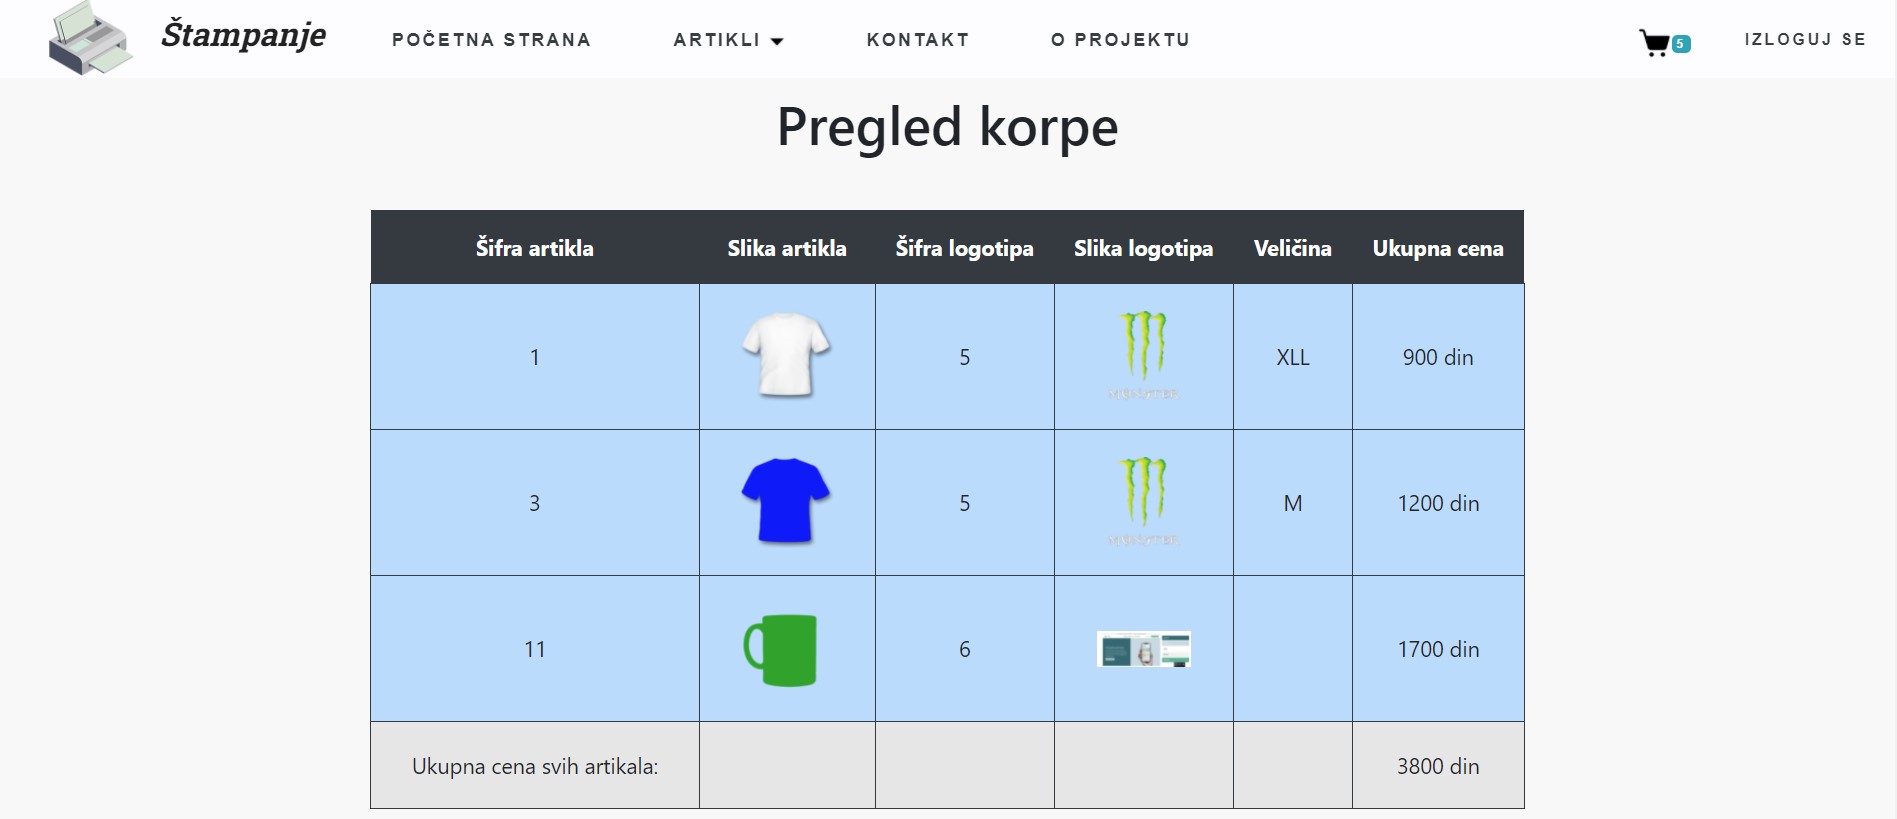 Štampanje POČETNA STRANA ARTIKLI KONTAKT O PROJEKTU 5 IZLOGUJ SE
Pregled korpe
Šifra artikla Slika artikla Šifra logotipa Slika logotipa Veličina Ukupna cena
1 5 XLL 900 din
MONSTER
3 5 M 1200 din
MONSTER
11 6 1700 din
Ukupna cena svih artikala: 3800 din